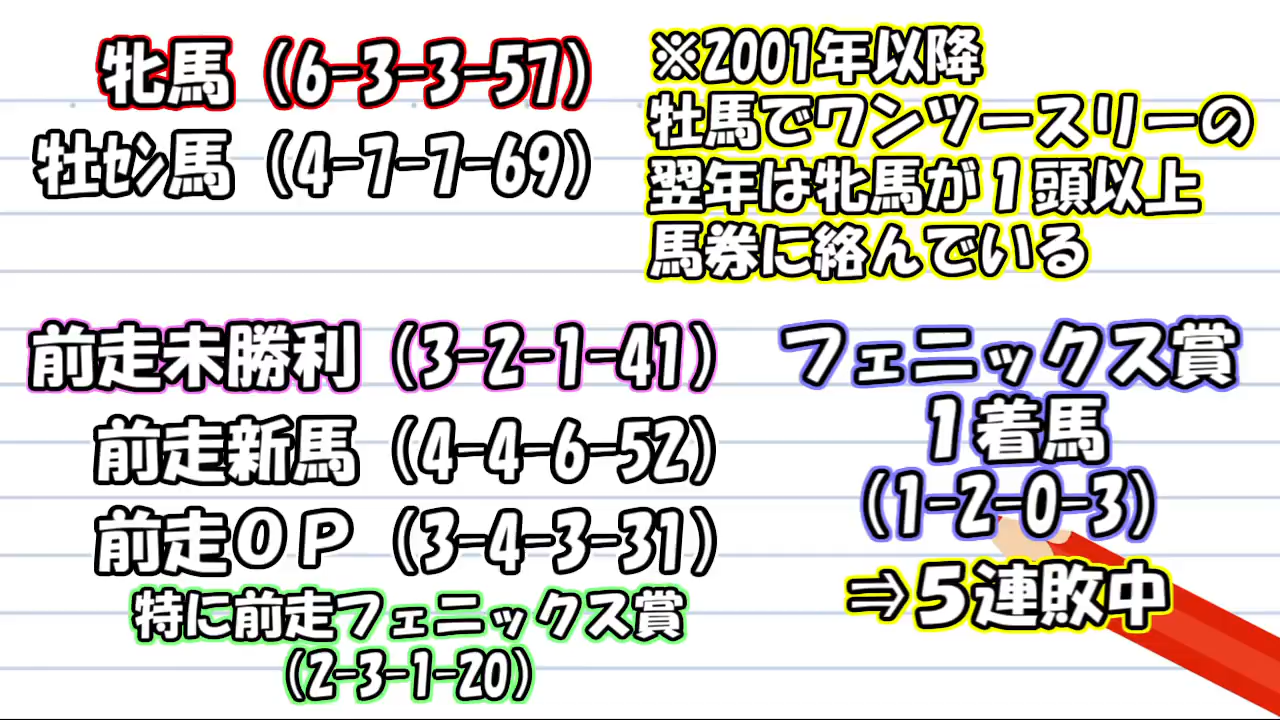 牝馬（6-3-3-57）
牡ｾﾝ馬（4-7-7-69）
※2001年以降
牡馬でワンツースリーの
翌年は牝馬が１頭以上
馬券に絡んでいる
前走未勝利（3-2-1-41）
前走新馬（4-4-6-52）
前走ＯＰ（3-4-3-31）
特に前走フェニックス賞
（2-3-1-20）
フェニックス賞
１着馬
（1-2-0-3）
⇒５連敗中